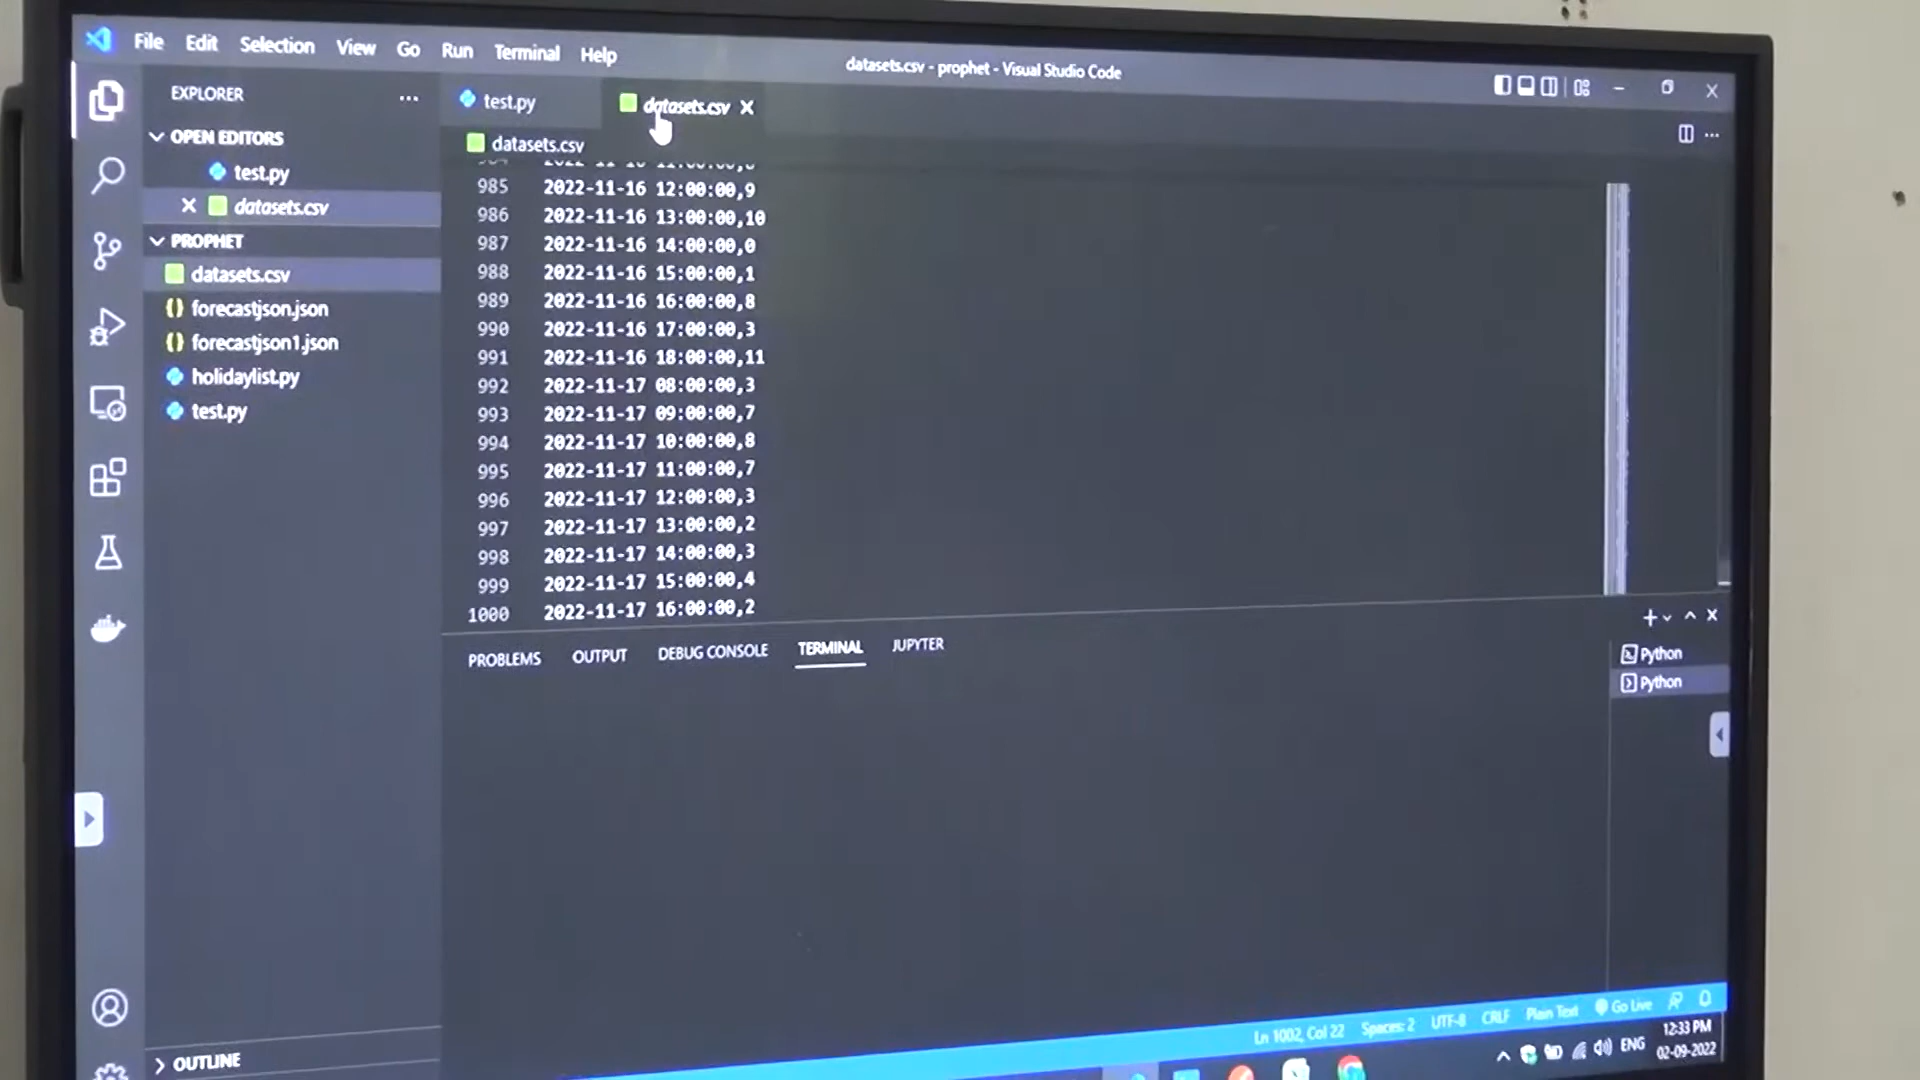 File Edit Selection View Go Run Terminal Help
datasets.csv - prophet - Visual Studio Code
EXPLORER
OPEN EDITORS
test.py
datasets.csv
PROPHET
datasets.csv
forecastjson.json
forecastjson1.json
holidaylist.py
test.py
OUTLINE
test.py datasets.csv
datasets.csv
985 2022-11-16 12:00:00,9
986 2022-11-16 13:00:00,10
987 2022-11-16 14:00:00,0
988 2022-11-16 15:00:00,1
989 2022-11-16 16:00:00,8
990 2022-11-16 17:00:00,3
991 2022-11-16 18:00:00,11
992 2022-11-17 08:00:00,3
993 2022-11-17 09:00:00,7
994 2022-11-17 10:00:00,8
995 2022-11-17 11:00:00,7
996 2022-11-17 12:00:00,3
997 2022-11-17 13:00:00,2
998 2022-11-17 14:00:00,3
999 2022-11-17 15:00:00,4
1000 2022-11-17 16:00:00,2
PROBLEMS OUTPUT DEBUG CONSOLE TERMINAL JUPYTER
Python
Python
Ln 1002, Col 22 Spaces: 2 UTF-8 CRLF Plain Text Go Live
ENG
12:33 PM
02-09-2022